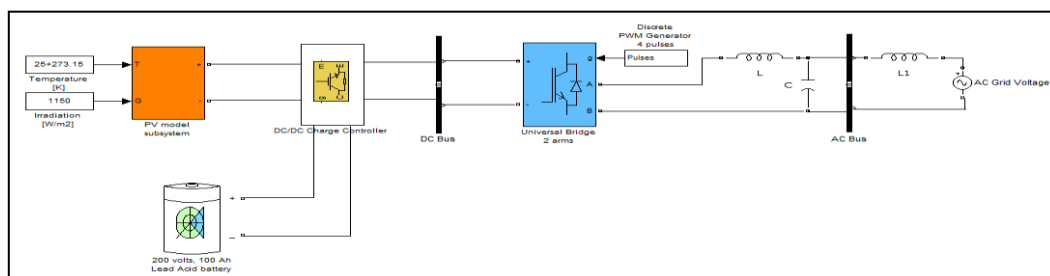 25+273.15
Temperature
[K]
1150
Irradiation
[W/m2]
T
G
+
-
PV model
subsystem
E
E
g
C
DC/DC Charge Controller
DC Bus
+
-
g
A
B
Universal Bridge
2 arms
Discrete
PWM Generator
4 pulses
Pulses
L
C
AC Bus
L1
+
AC Grid Voltage
+
−
200 volts, 100 Ah
Lead Acid battery